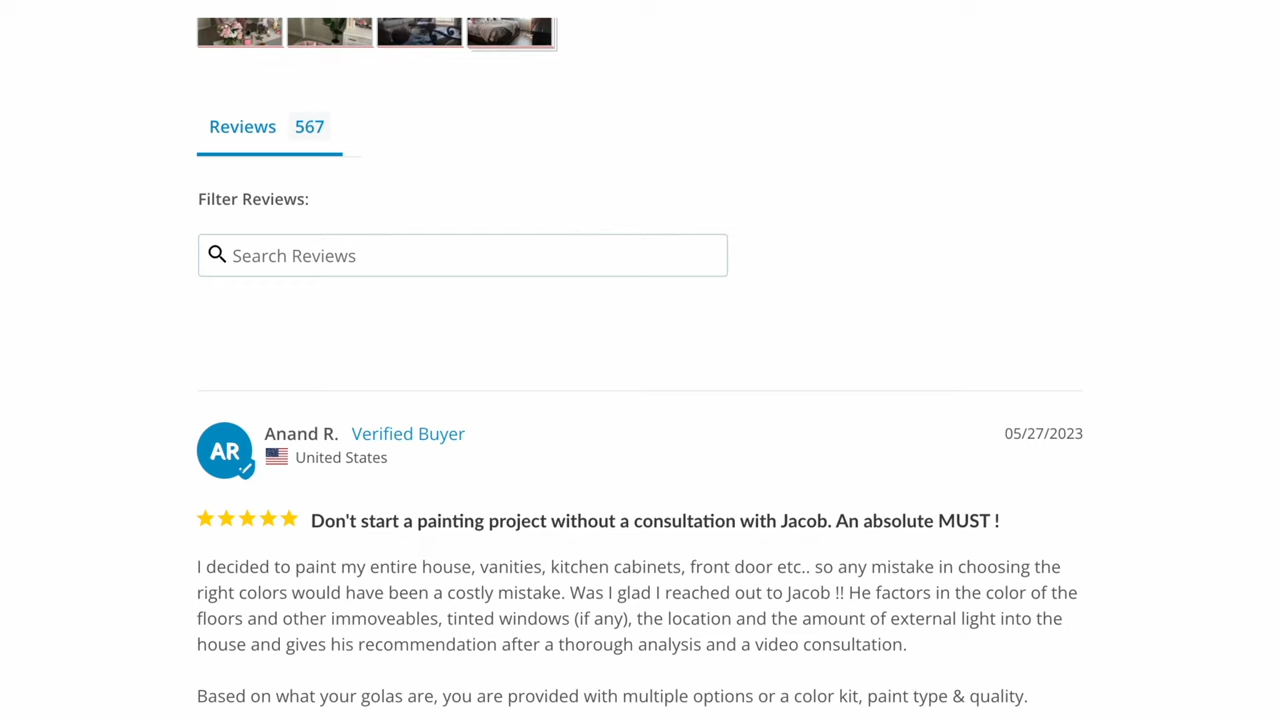 Reviews 567
Filter Reviews:
Search Reviews
AR
Anand R. Verified Buyer
05/27/2023
United States
Don't start a painting project without a consultation with Jacob. An absolute MUST !
I decided to paint my entire house, vanities, kitchen cabinets, front door etc.. so any mistake in choosing the
right colors would have been a costly mistake. Was I glad I reached out to Jacob !! He factors in the color of the
floors and other immoveables, tinted windows (if any), the location and the amount of external light into the
house and gives his recommendation after a thorough analysis and a video consultation.
Based on what your golas are, you are provided with multiple options or a color kit, paint type & quality.